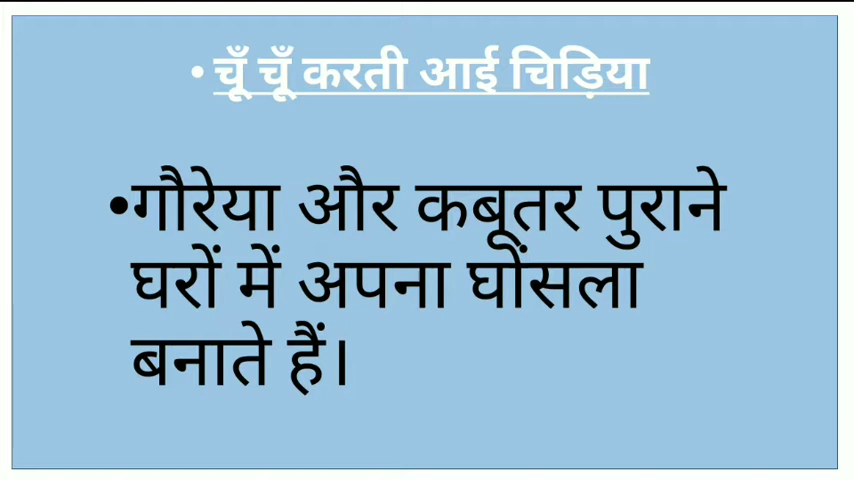 • चूँ चूँ करती आई चिड़िया
•गौरेया और कबूतर पुराने
घरों में अपना घोंसला
बनाते हैं।